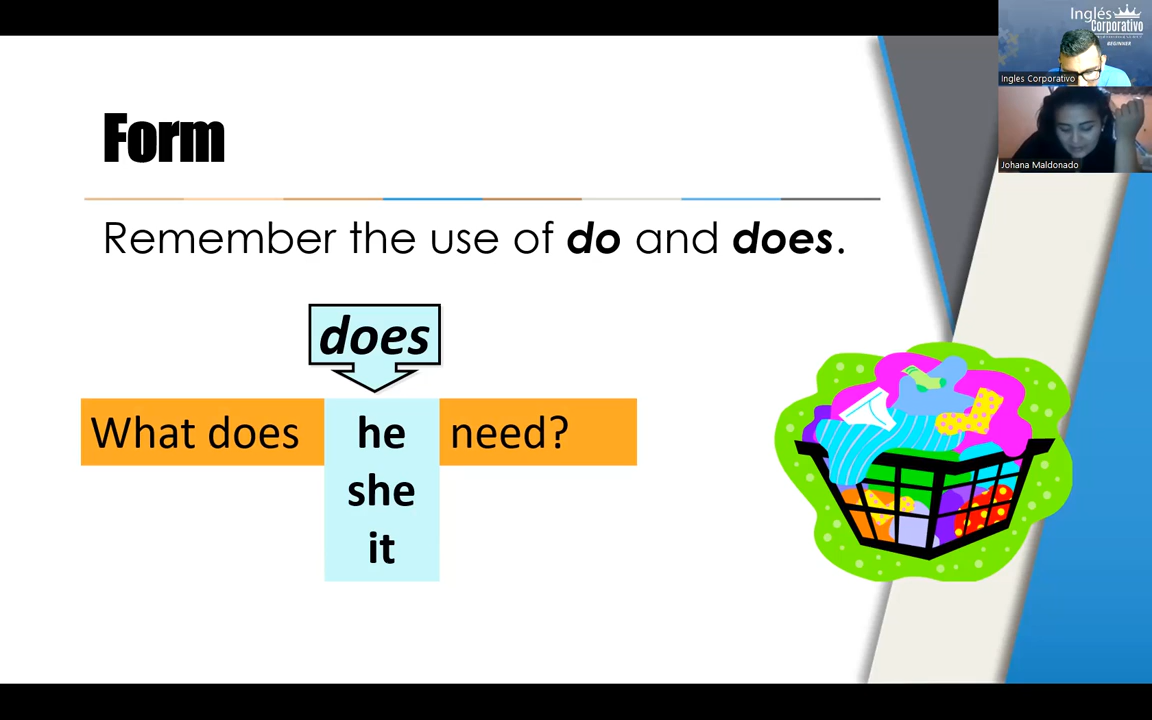 Form
Remember the use of do and does.
does
What does he need?
she
it
Inglés
Corporativo
BEGINNER
Ingles Corporativo
Johana Maldonado